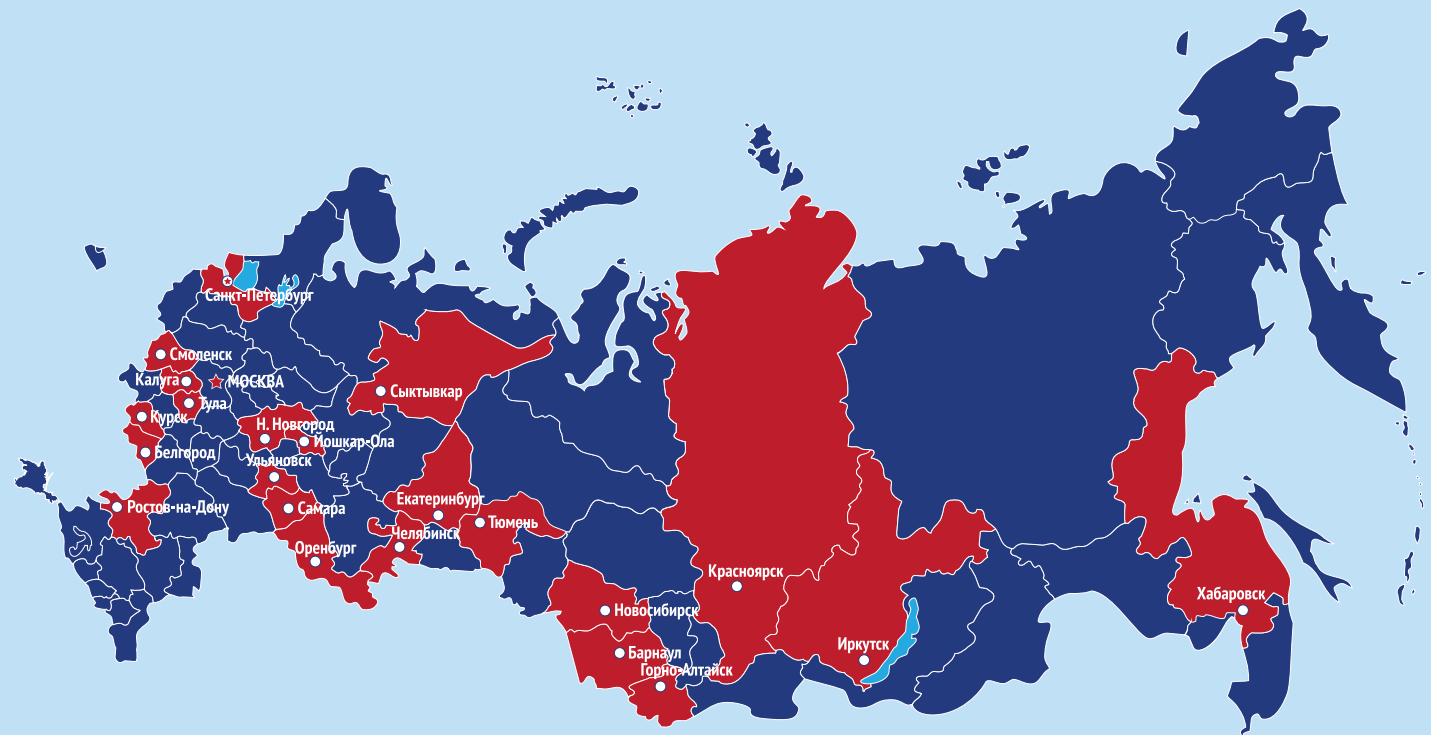 Санкт-Петербург
Смоленск
Калуга
МОСКВА
Сыктывкар
Тула
Курск
Н. Новгород
Йошкар-Ола
Белгород
Ульяновск
Екатеринбург
Ростов-на-Дону
Самара
Тюмень
Челябинск
Оренбург
Красноярск
Хабаровск
Новосибирск
Иркутск
Барнаул
Горно-Алтайск